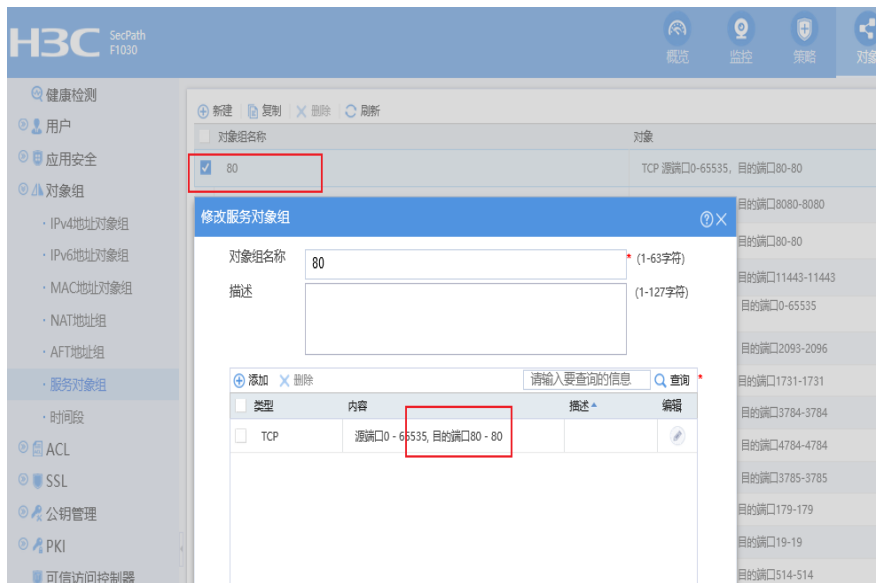 H3C SecPath F1030
概览 监控 策略 对象
健康检测
用户
应用安全
对象组
· IPv4地址对象组
· IPv6地址对象组
· MAC地址对象组
· NAT地址组
· AFT地址组
· 服务对象组
· 时间段
ACL
SSL
公钥管理
PKI
可信访问控制器
新建 复制 删除 刷新
对象组名称 对象
80 TCP 源端口0-65535, 目的端口80-80
目的端口8080-8080
目的端口80-80
目的端口11443-11443
目的端口0-65535
目的端口2093-2096
目的端口1731-1731
目的端口3784-3784
目的端口4784-4784
目的端口3785-3785
目的端口179-179
目的端口19-19
目的端口514-514
修改服务对象组
对象组名称 80 * (1-63字符)
描述 (1-127字符)
添加 删除 请输入要查询的信息 查询 *
类型 内容 描述 编辑
TCP 源端口0 - 65535, 目的端口80 - 80